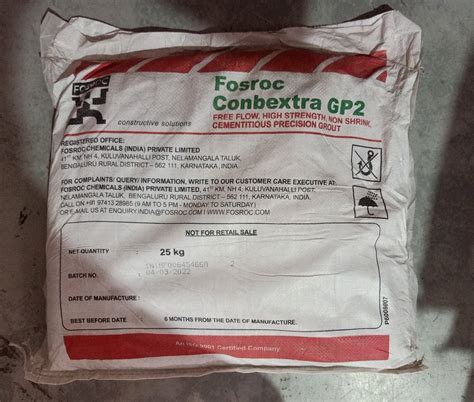 FOSROC
constructive solutions
Fosroc
Conbextra GP2
FREE FLOW, HIGH STRENGTH, NON SHRINK,
CEMENTITIOUS PRECISION GROUT
REGISTERED OFFICE:
FOSROC CHEMICALS (INDIA) PRIVATE LIMITED
41ST KM, NH 4, KULUVANAHALLI POST, NELAMANGALA TALUK,
BENGALURU RURAL DISTRICT – 562 111, KARNATAKA, INDIA.
FOR COMPLAINTS/ QUERY/ INFORMATION, WRITE TO CUSTOMER CARE EXECUTIVE AT:
FOSROC CHEMICALS (INDIA) PRIVATE LIMITED, 41ST KM, NH 4, KULUVANAHALLI
POST, NELAMANGALA TALUK, BENGALURU RURAL DISTRICT – 562 111, KARNATAKA, INDIA.
CALL ON +91 97413 28966 (9 AM to 5 PM - MONDAY TO SATURDAY)
OR E-MAIL US AT ENQUIRY.INDIA@FOSROC.COM I WWW.FOSROC.COM
NOT FOR RETAIL SALE
NET QUANTITY : 25 kg
BATCH NO. :
04/03/2022
DATE OF MANUFACTURE :
BEST BEFORE DATE : 6 MONTHS FROM THE DATE OF MANUFACTURE
9001 Certified Company